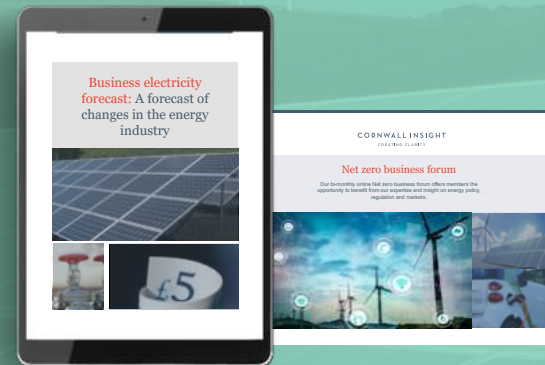 Business electricity
forecast: A forecast of
changes in the energy
industry
£5
CORNWALL INSIGHT
CREATING CLARITY
Net zero business forum
Our bi-monthly online Net zero business forum offers members the
opportunity to benefit from our expertise and insight on energy policy,
regulation and markets.